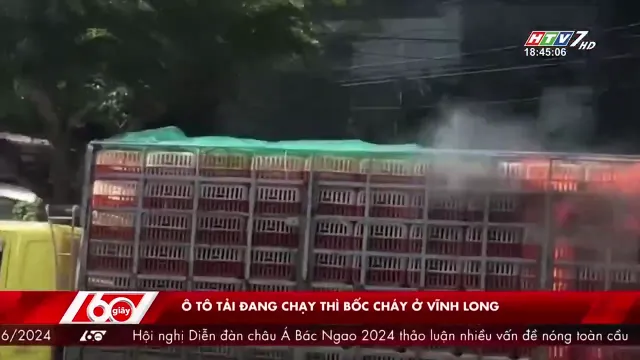 HTV7 HD
18:45:06
60 giây
Ô TÔ TẢI ĐANG CHẠY THÌ BỐC CHÁY Ở VĨNH LONG
6/2024 60 Hội nghị Diễn đàn châu Á Bác Ngao 2024 thảo luận nhiều vấn đề nóng toàn cầu